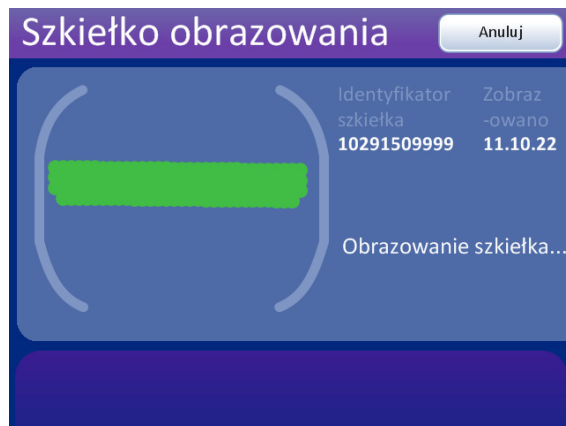 Szkiełko obrazowania
Anuluj
Identyfikator szkiełka
Zobraz-owano
10291509999
11.10.22
Obrazowanie szkiełka...